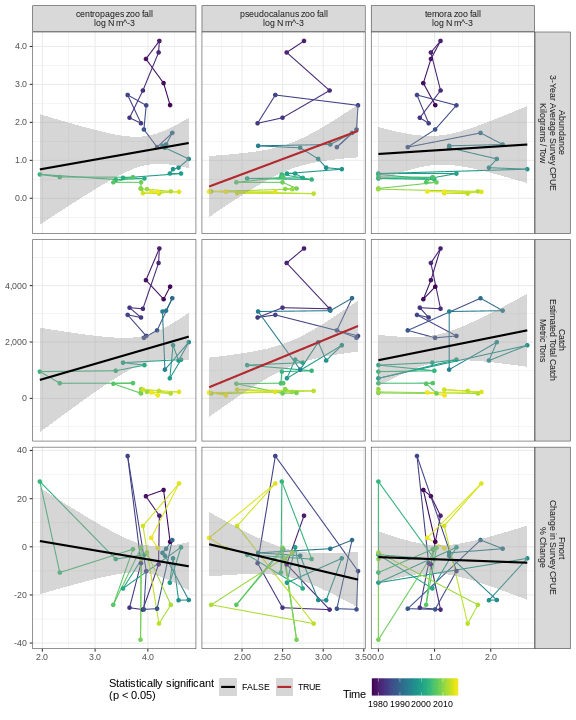 centropages zoo fall
log N m^-3
pseudocalanus zoo fall
log N m^-3
temora zoo fall
log N m^-3
4.0
3.0
2.0
1.0
0.0
Abundance
3-Year Average Survey CPUE
Kilograms / Tow
4,000
2,000
0
Catch
Estimated Total Catch
Metric Tons
40
20
0
-20
-40
Fmort
Change in Survey CPUE
% Change
2.0 3.0 4.0
2.00 2.50 3.00 3.50
0.0 1.0 2.0
Statistically significant
(p < 0.05)
FALSE
TRUE
Time
1980 1990 2000 2010